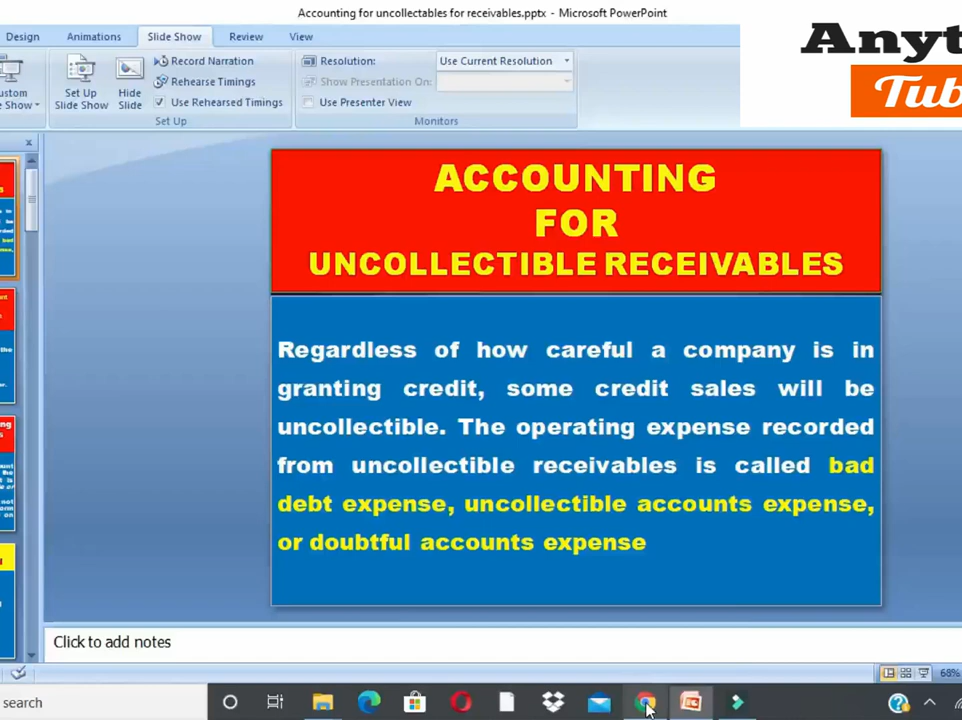 Accounting for uncollectables for receivables.pptx - Microsoft PowerPoint
Design Animations Slide Show Review View
Set Up Slide Show
Hide Slide
Record Narration
Rehearse Timings
Use Rehearsed Timings
Set Up
Resolution: Use Current Resolution
Show Presentation On:
Use Presenter View
Monitors
ACCOUNTING
FOR
UNCOLLECTIBLE RECEIVABLES
Regardless of how careful a company is in
granting credit, some credit sales will be
uncollectible. The operating expense recorded
from uncollectible receivables is called bad
debt expense, uncollectible accounts expense,
or doubtful accounts expense
Click to add notes
68%
search